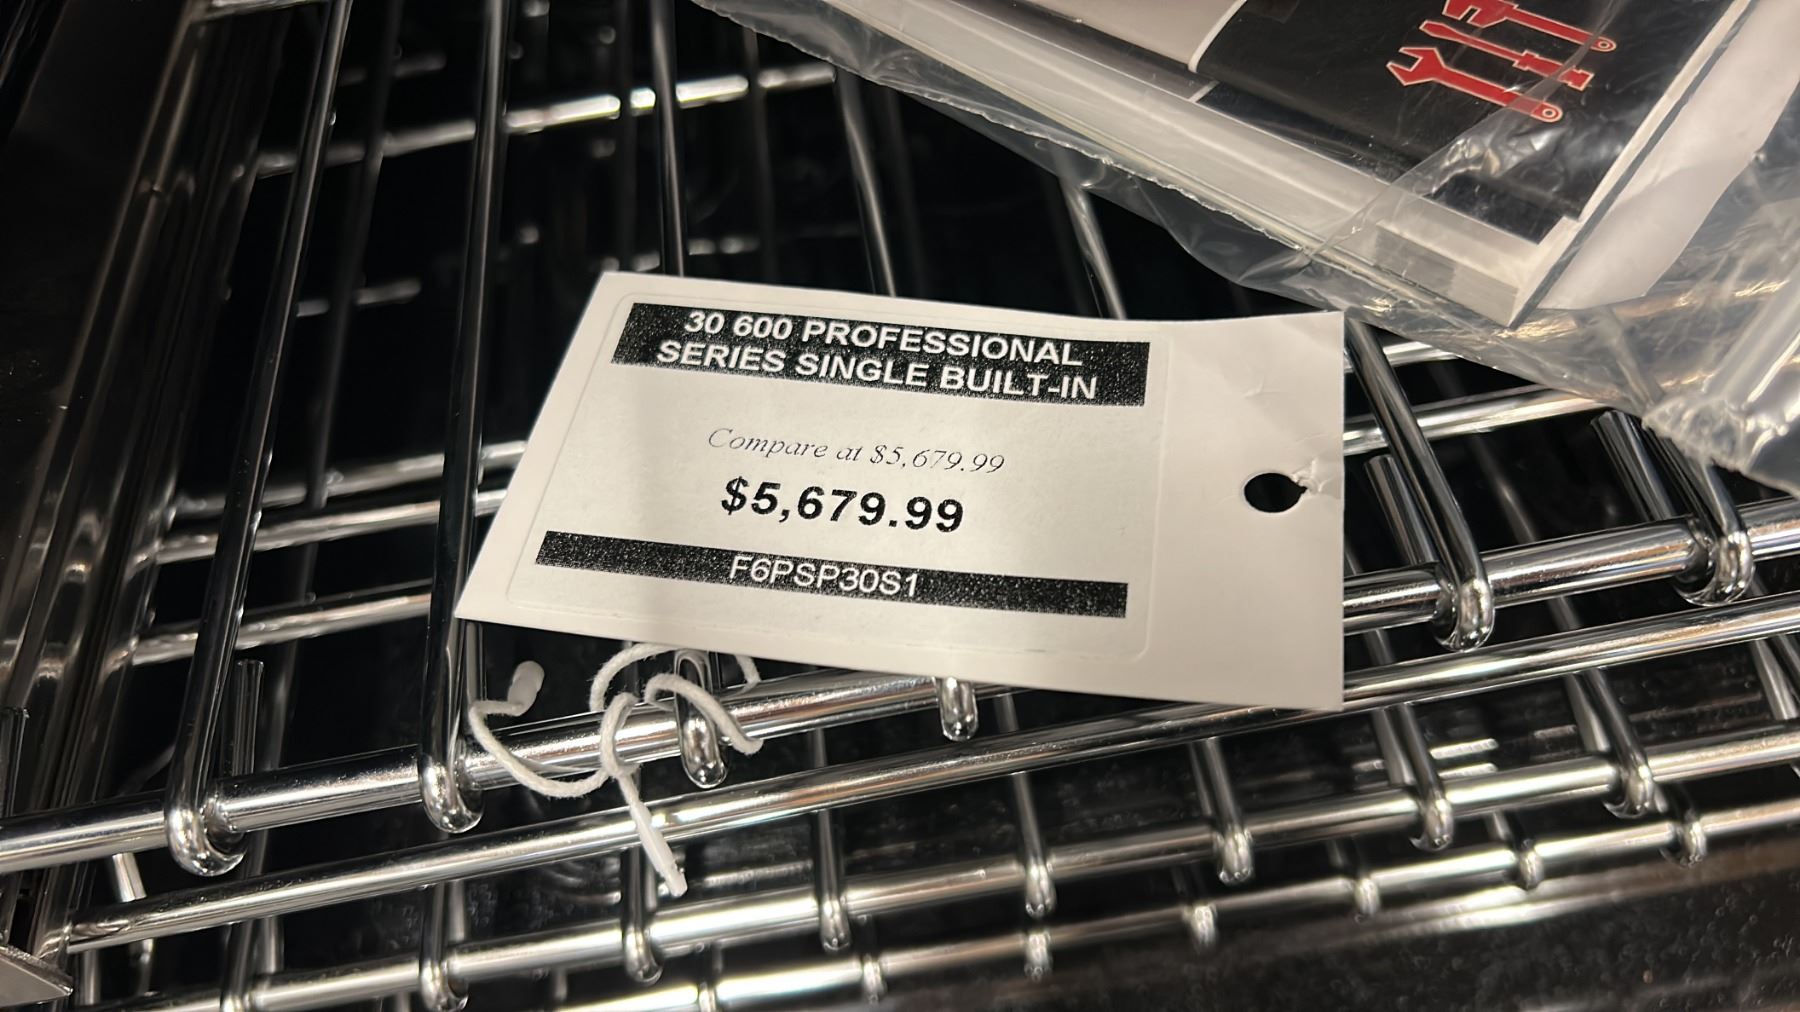 30 600 PROFESSIONAL
SERIES SINGLE BUILT-IN
Compare at $5,679.99
$5,679.99
F6PSP30S1